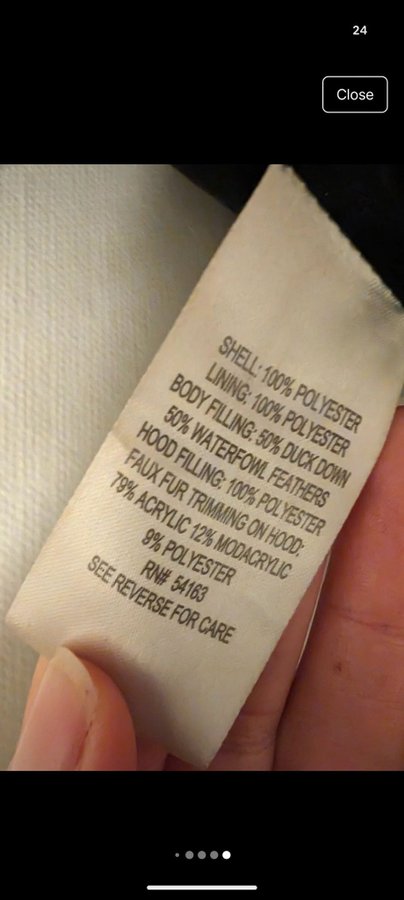 24
Close
SHELL: 100% POLYESTER
LINING: 100% POLYESTER
BODY FILLING: 50% DUCK DOWN
50% WATERFOWL FEATHERS
HOOD FILLING: 100% POLYESTER
FAUX FUR TRIMMING ON HOOD:
79% ACRYLIC 12% MODACRYLIC
9% POLYESTER
RN# 54163
SEE REVERSE FOR CARE